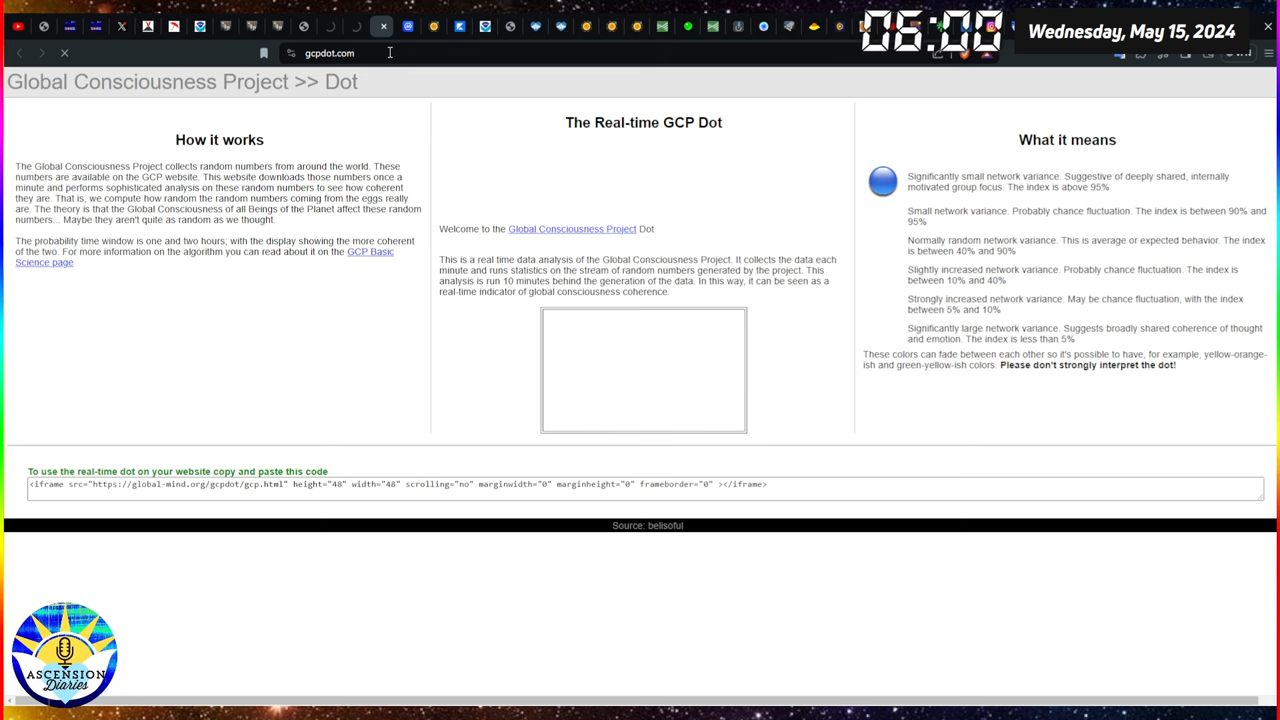 06:00
Wednesday, May 15, 2024
gcpdot.com
Global Consciousness Project >> Dot
How it works
The Global Consciousness Project collects random numbers from around the world. These
numbers are available on the GCP website. This website downloads those numbers once a
minute and performs sophisticated analysis on these random numbers to see how coherent
they are. That is, we compute how random the random numbers coming from the eggs really
are. The theory is that the Global Consciousness of all Beings of the Planet affect these random
numbers... Maybe they aren't quite as random as we thought.
The probability time window is one and two hours; with the display showing the more coherent
of the two. For more information on the algorithm you can read about it on the GCP Basic
Science page
The Real-time GCP Dot
Welcome to the Global Consciousness Project Dot
This is a real time data analysis of the Global Consciousness Project. It collects the data each
minute and runs statistics on the stream of random numbers generated by the project. This
analysis is run 10 minutes behind the generation of the data. In this way, it can be seen as a
real-time indicator of global consciousness coherence.
What it means
Significantly small network variance. Suggestive of deeply shared, internally
motivated group focus. The index is above 95%
Small network variance. Probably chance fluctuation. The index is between 90% and
95%
Normally random network variance. This is average or expected behavior. The index
is between 40% and 90%
Slightly increased network variance. Probably chance fluctuation. The index is
between 10% and 40%
Strongly increased network variance. May be chance fluctuation, with the index
between 5% and 10%
Significantly large network variance. Suggests broadly shared coherence of thought
and emotion. The index is less than 5%
These colors can fade between each other so it's possible to have, for example, yellow-orange-
ish and green-yellow-ish colors. Please don't strongly interpret the dot!
To use the real-time dot on your website copy and paste this code
<iframe src="https://global-mind.org/gcpdot/gcp.html" height="48" width="48" scrolling="no" marginwidth="0" marginheight="0" frameborder="0" ></iframe>
Source: belisoful
ASCENSION
Diaries